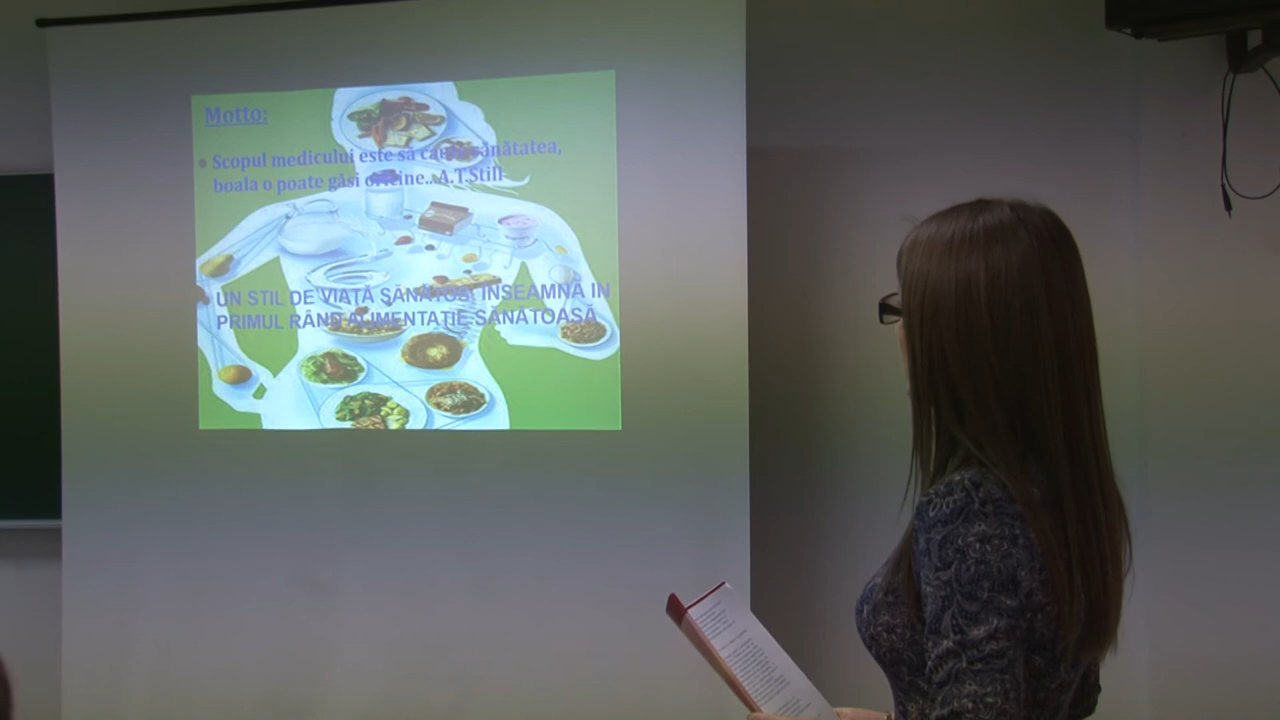 Motto:
Scopul medicului este să caute sănătatea,
boala o poate găsi oricine... A.T.Still
UN STIL DE VIAȚĂ SĂNĂTOS, ÎNSEAMNĂ IN
PRIMUL RÂND ALIMENTAȚIE SĂNĂTOASĂ